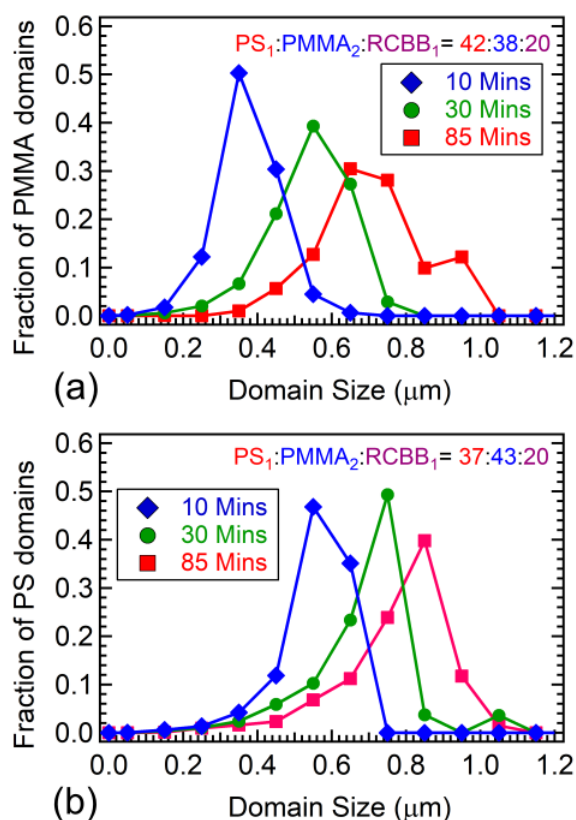 PS₁:PMMA₂:RCBB₁= 42:38:20
10 Mins
30 Mins
85 Mins
Fraction of PMMA domains
0.6
0.5
0.4
0.3
0.2
0.1
0.0
0.0 0.2 0.4 0.6 0.8 1.0 1.2
(a)
Domain Size (μm)
PS₁:PMMA₂:RCBB₁= 37:43:20
10 Mins
30 Mins
85 Mins
Fraction of PS domains
0.6
0.5
0.4
0.3
0.2
0.1
0.0
0.0 0.2 0.4 0.6 0.8 1.0 1.2
(b)
Domain Size (μm)